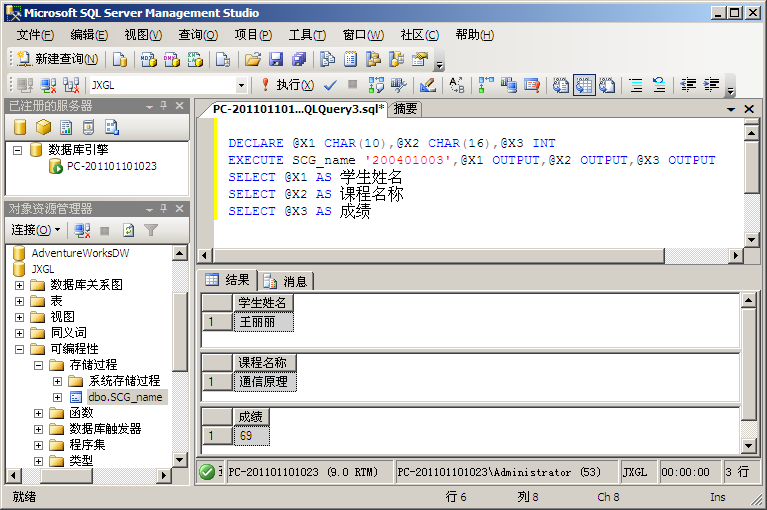 Microsoft SQL Server Management Studio
文件(F) 编辑(E) 视图(V) 查询(Q) 项目(P) 工具(T) 窗口(W) 社区(C) 帮助(H)
新建查询(N)
JXGL 执行(X)
已注册的服务器
数据库引擎
PC-201101101023
对象资源管理器
连接(O)
AdventureWorksDW
JXGL
数据库关系图
表
视图
同义词
可编程性
存储过程
系统存储过程
dbo.SCG_name
函数
数据库触发器
程序集
类型
PC-201101101...QLQuery3.sql* 摘要
DECLARE @X1 CHAR(10),@X2 CHAR(16),@X3 INT
EXECUTE SCG_name '200401003',@X1 OUTPUT,@X2 OUTPUT,@X3 OUTPUT
SELECT @X1 AS 学生姓名
SELECT @X2 AS 课程名称
SELECT @X3 AS 成绩
结果 消息
学生姓名
1 王丽丽
课程名称
1 通信原理
成绩
1 69
PC-201101101023 (9.0 RTM) PC-201101101023\Administrator (53) JXGL 00:00:00 3 行
就绪 行 6 列 8 Ch 8 Ins